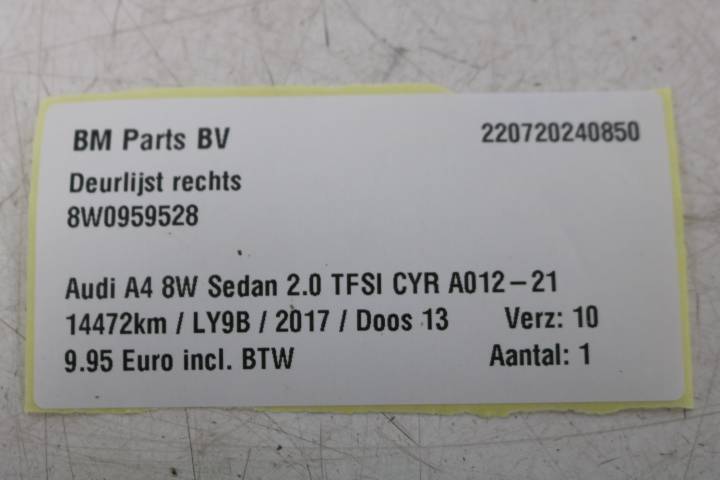 BM Parts BV 220720240850
Deurlijst rechts
8W0959528
Audi A4 8W Sedan 2.0 TFSI CYR A012-21
14472km / LY9B / 2017 / Doos 13 Verz: 10
9.95 Euro incl. BTW Aantal: 1